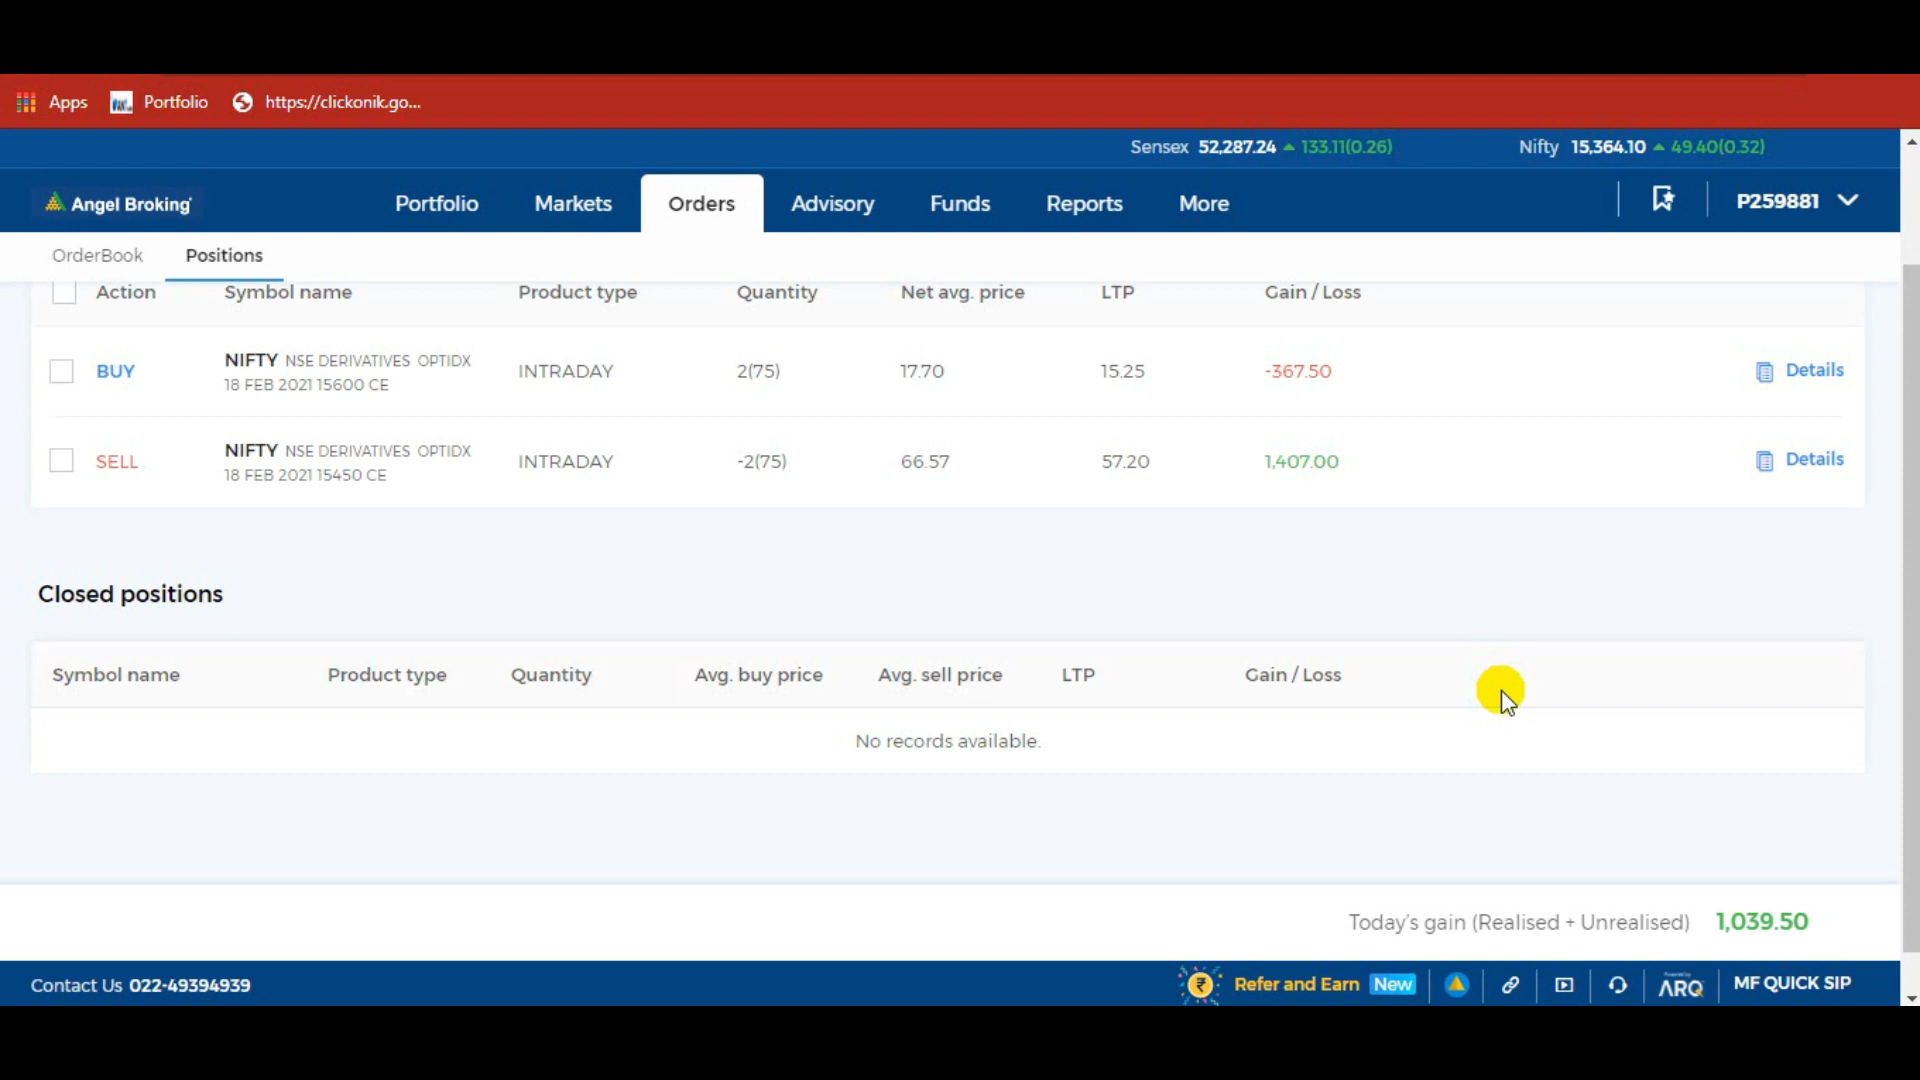 Apps Portfolio https://clickonik.go...
Sensex 52,287.24 133.11(0.26) Nifty 15,364.10 49.40(0.32)
Angel Broking Portfolio Markets Orders Advisory Funds Reports More P259881
OrderBook Positions
Action Symbol name Product type Quantity Net avg. price LTP Gain / Loss
BUY NIFTY NSE DERIVATIVES OPTIDX INTRADAY 2(75) 17.70 15.25 -367.50 Details
18 FEB 2021 15600 CE
SELL NIFTY NSE DERIVATIVES OPTIDX INTRADAY -2(75) 66.57 57.20 1,407.00 Details
18 FEB 2021 15450 CE
Closed positions
Symbol name Product type Quantity Avg. buy price Avg. sell price LTP Gain / Loss
No records available.
Today's gain (Realised + Unrealised) 1,039.50
Contact Us 022-49394939 ₹ Refer and Earn New ARQ MF QUICK SIP